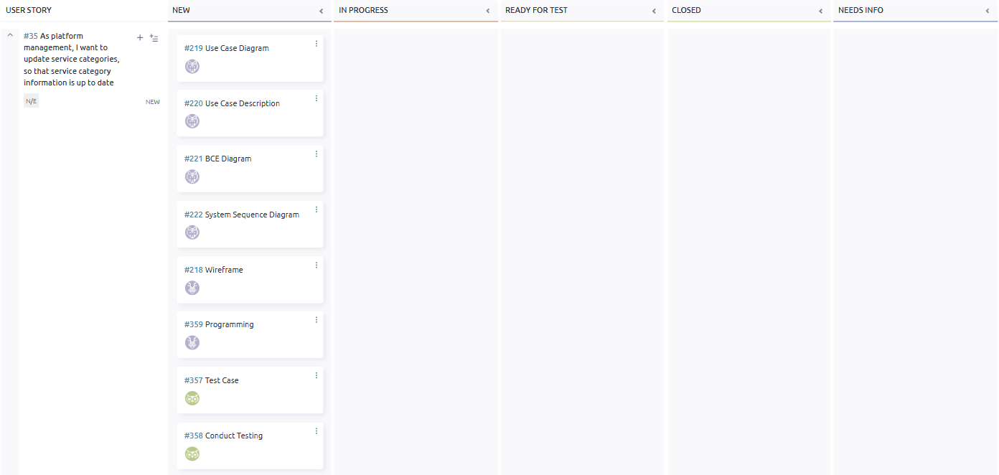 USER STORY
NEW
IN PROGRESS
READY FOR TEST
CLOSED
NEEDS INFO
#35 As platform
management, I want to
update service categories,
so that service category
information is up to date
N/E
NEW
#219 Use Case Diagram
#220 Use Case Description
#221 BCE Diagram
#222 System Sequence Diagram
#218 Wireframe
#359 Programming
#357 Test Case
#358 Conduct Testing